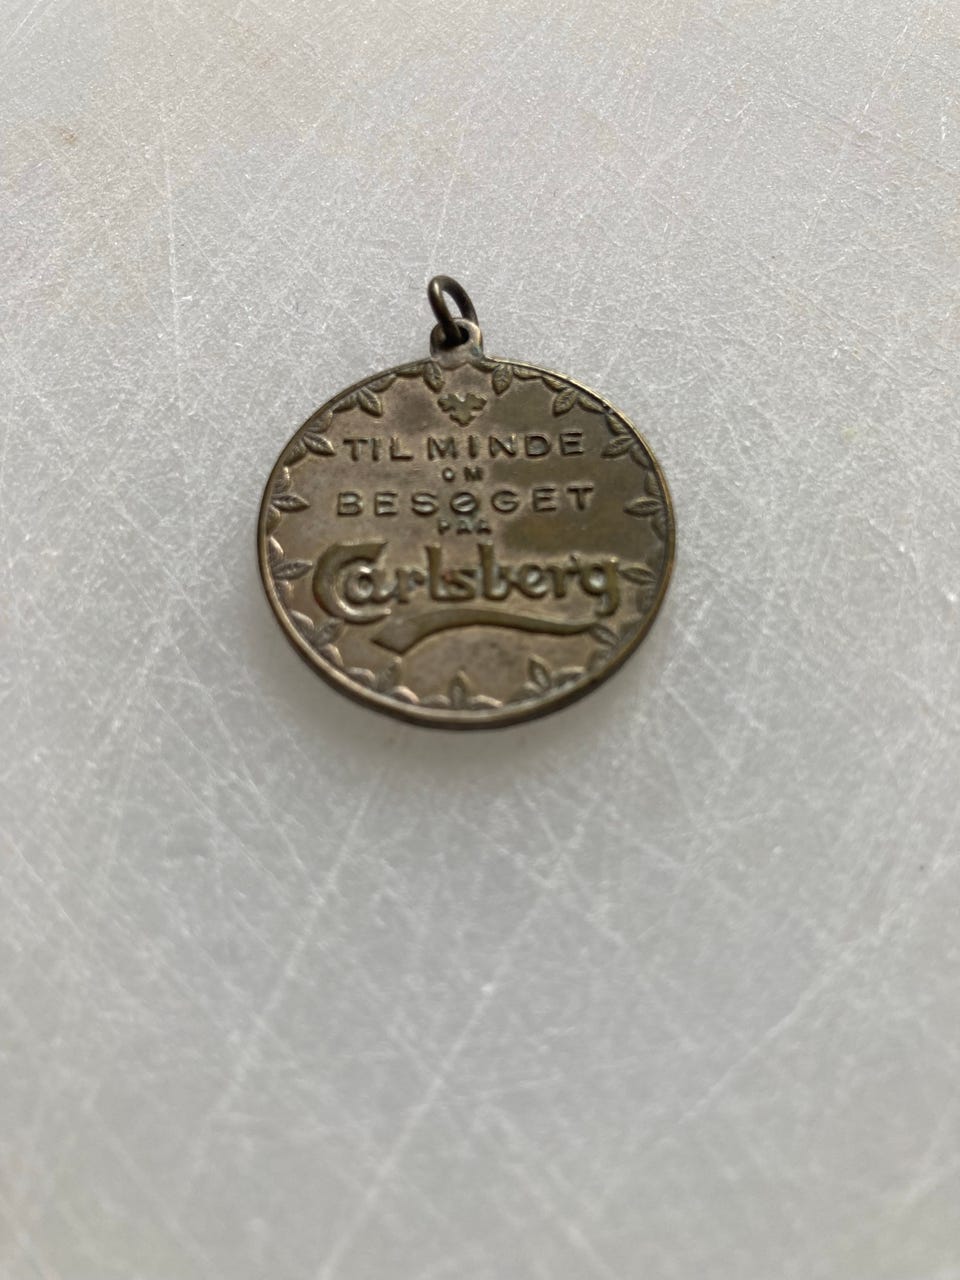 TIL MINDE
OM
BESØGET
PAA
Carlsberg